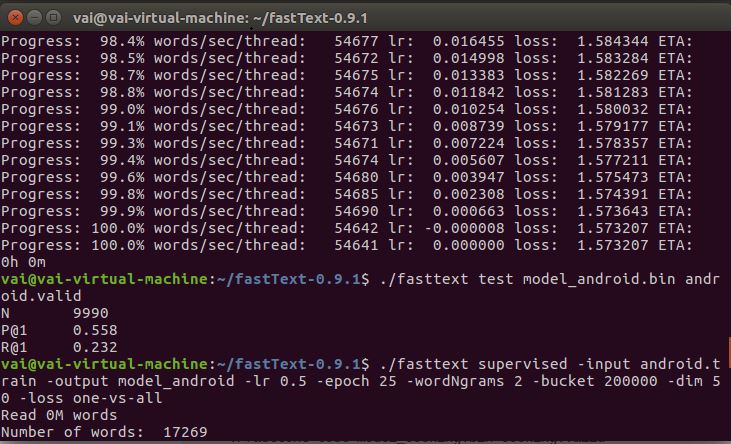 vai@vai-virtual-machine: ~/fastText-0.9.1
Progress:  98.4% words/sec/thread:   54677 lr:  0.016455 loss:  1.584344 ETA:
Progress:  98.5% words/sec/thread:   54672 lr:  0.014998 loss:  1.583284 ETA:
Progress:  98.7% words/sec/thread:   54675 lr:  0.013383 loss:  1.582269 ETA:
Progress:  98.8% words/sec/thread:   54674 lr:  0.011842 loss:  1.581283 ETA:
Progress:  99.0% words/sec/thread:   54676 lr:  0.010254 loss:  1.580032 ETA:
Progress:  99.1% words/sec/thread:   54673 lr:  0.008739 loss:  1.579177 ETA:
Progress:  99.3% words/sec/thread:   54671 lr:  0.007224 loss:  1.578357 ETA:
Progress:  99.4% words/sec/thread:   54674 lr:  0.005607 loss:  1.577211 ETA:
Progress:  99.6% words/sec/thread:   54680 lr:  0.003947 loss:  1.575473 ETA:
Progress:  99.8% words/sec/thread:   54685 lr:  0.002308 loss:  1.574391 ETA:
Progress:  99.9% words/sec/thread:   54690 lr:  0.000663 loss:  1.573643 ETA:
Progress: 100.0% words/sec/thread:   54642 lr: -0.000008 loss:  1.573207 ETA:
Progress: 100.0% words/sec/thread:   54641 lr:  0.000000 loss:  1.573207 ETA:
0h 0m
vai@vai-virtual-machine:~/fastText-0.9.1$ ./fasttext test model_android.bin andr
oid.valid
N       9990
P@1     0.558
R@1     0.232
vai@vai-virtual-machine:~/fastText-0.9.1$ ./fasttext supervised -input android.t
rain -output model_android -lr 0.5 -epoch 25 -wordNgrams 2 -bucket 200000 -dim 5
0 -loss one-vs-all
Read 0M words
Number of words:  17269